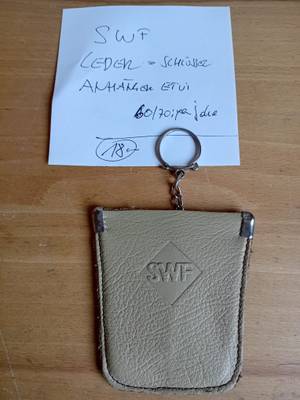 SWF
LEDER = SCHLÜSSEL
ANHÄNGER ETUI
60/70iger Jahre
18.-
SWF